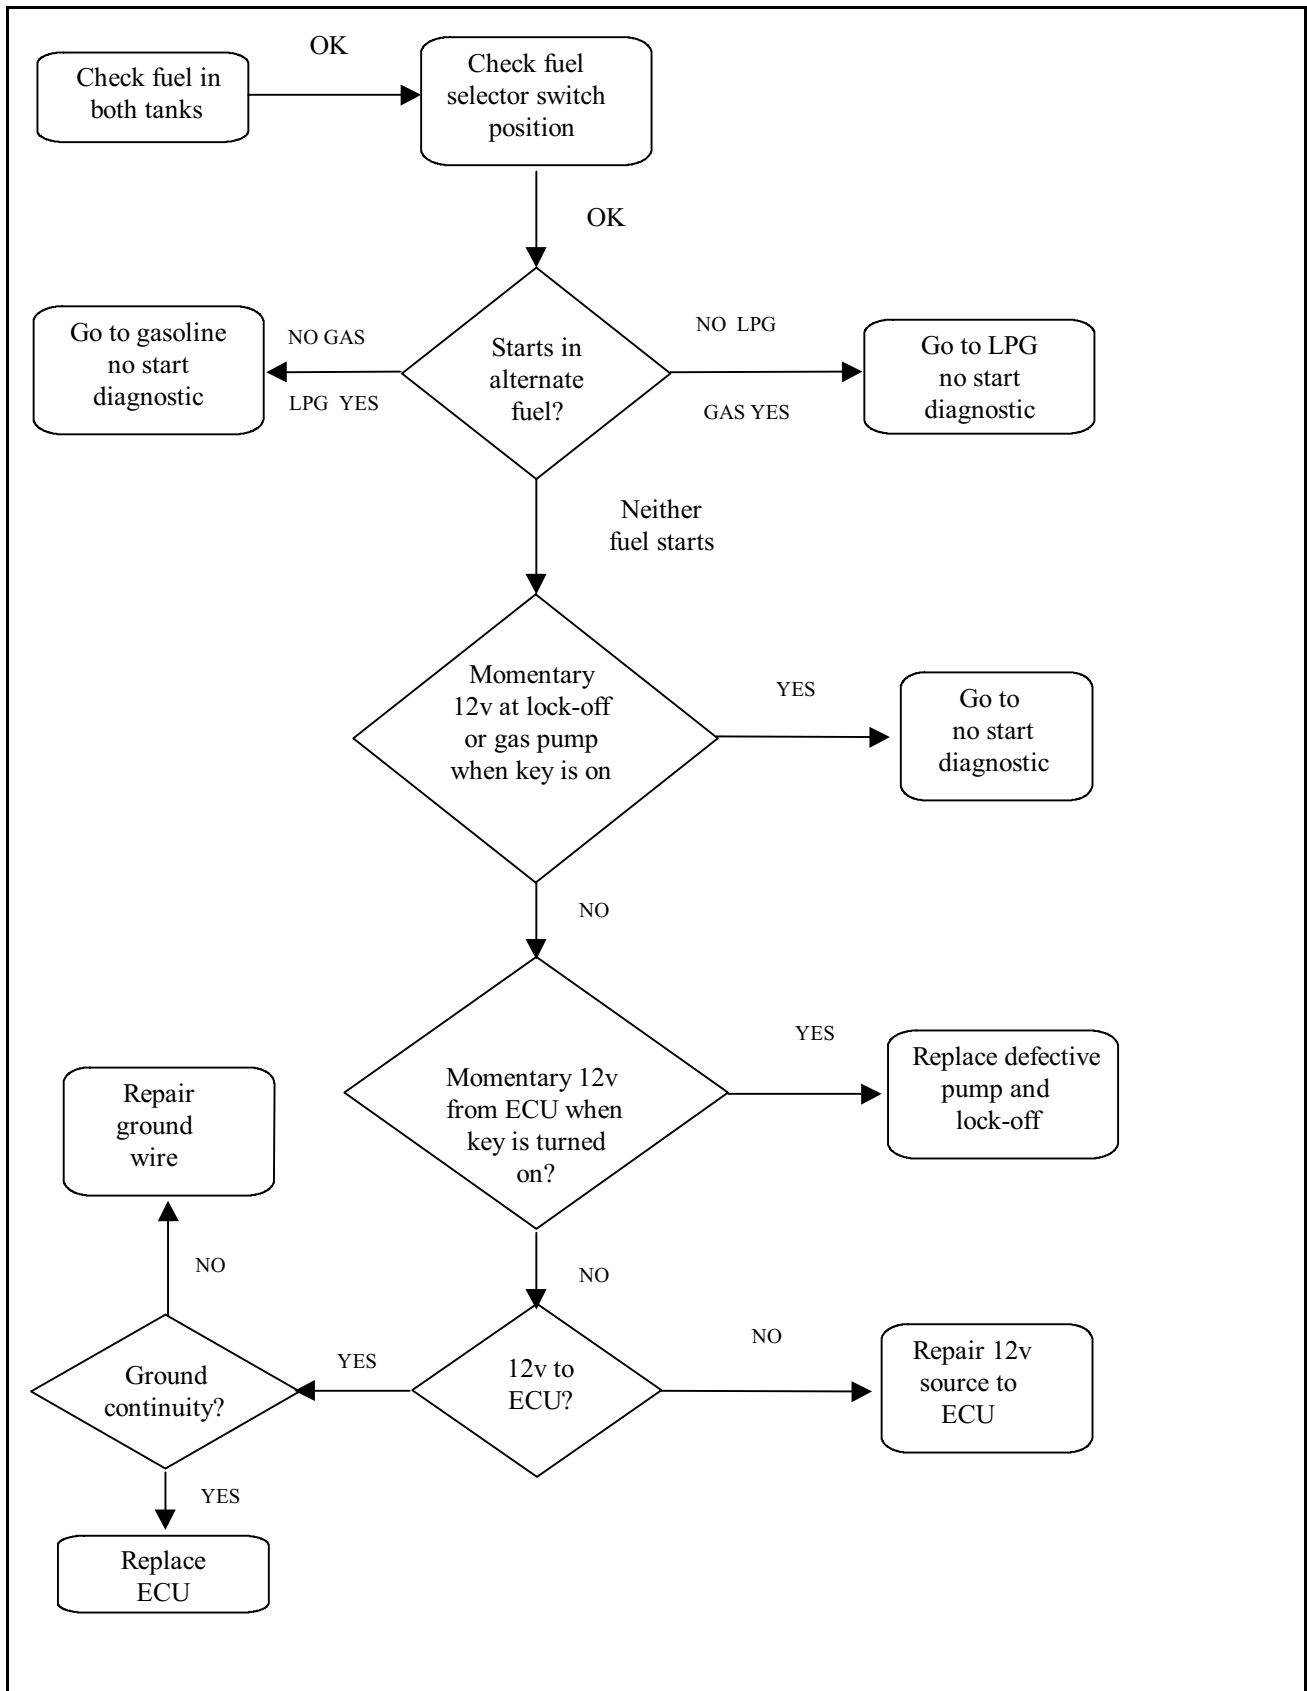 OK
Check fuel in
both tanks
Check fuel
selector switch
position
OK
Go to gasoline
no start
diagnostic
NO GAS
LPG YES
Starts in
alternate
fuel?
NO LPG
GAS YES
Go to LPG
no start
diagnostic
Neither
fuel starts
Momentary
12v at lock-off
or gas pump
when key is on
YES
Go to
no start
diagnostic
NO
Momentary 12v
from ECU when
key is turned
on?
YES
Replace defective
pump and
lock-off
Repair
ground
wire
NO
NO
Ground
continuity?
YES
12v to
ECU?
NO
Repair 12v
source to
ECU
YES
Replace
ECU